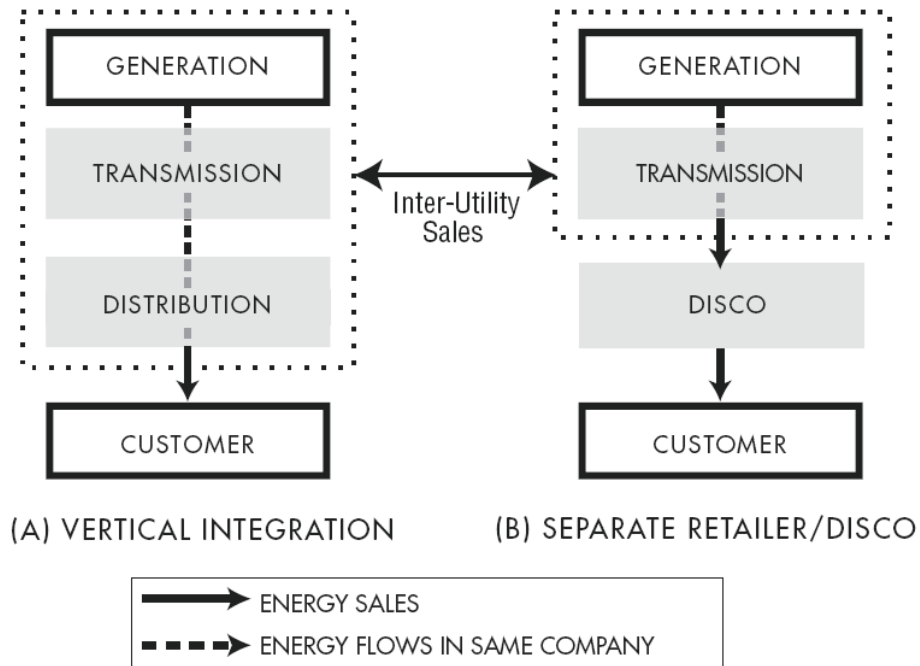 GENERATION
TRANSMISSION
DISTRIBUTION
CUSTOMER
(A) VERTICAL INTEGRATION
Inter-Utility
Sales
GENERATION
TRANSMISSION
DISCO
CUSTOMER
(B) SEPARATE RETAILER/DISCO
ENERGY SALES
ENERGY FLOWS IN SAME COMPANY